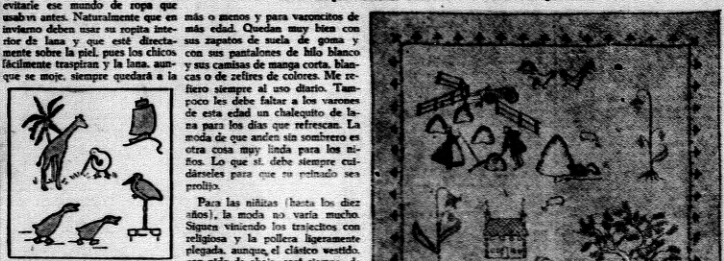 evitarle ese mundo de ropa que
usaban antes. Naturalmente que en
invierno deben usar su ropita inte-
rior de lana y que esté directa-
mente sobre la piel, pues los chicos
fácilmente traspiran y la lana, aun-
que se moje, siempre quedará a la
más o menos y para varoncitos de
más edad. Quedan muy bien con
sus zapatos de suela de goma y
con sus pantalones de hilo blanco
y sus camisas de manga corta, blan-
cas o de zefires de colores. Me re-
fiero siempre al uso diario. Tam-
poco les debe faltar a los varones
de esta edad un chalequito de la-
na para los días que refrescan. La
moda de que anden sin sombrero es
otra cosa muy linda para los ni-
ños. Lo que sí, debe siempre cui-
dárseles para que su peinado sea
prolijo.
Para las niñitas (hasta los diez
años), la moda no varía mucho.
Siguen viniendo los trajecitos con
religiosa y la pollera ligeramente
plegada, aunque, el clásico vestido,